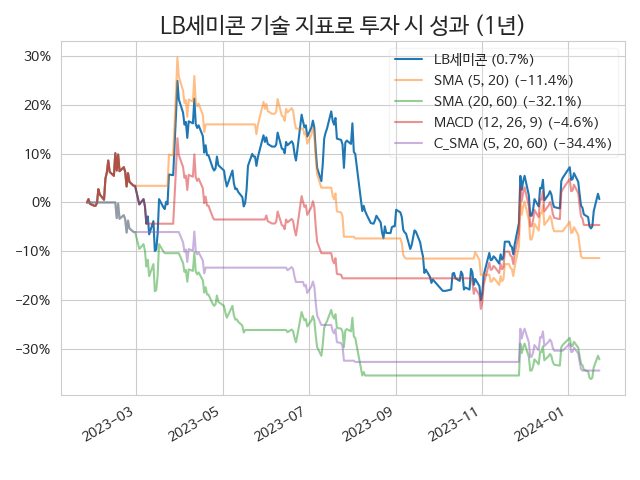 LB세미콘 기술 지표로 투자 시 성과 (1년)
LB세미콘 (0.7%)
SMA (5, 20) (−11.4%)
SMA (20, 60) (−32.1%)
MACD (12, 26, 9) (−4.6%)
C_SMA (5, 20, 60) (−34.4%)
30%
20%
10%
0%
−10%
−20%
−30%
2023−03
2023−05
2023−07
2023−09
2023−11
2024−01